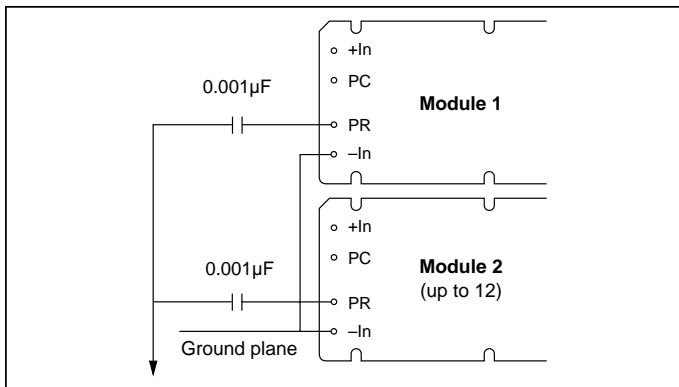 +In
PC
0.001µF
Module 1
PR
–In
+In
PC
0.001µF
Module 2
(up to 12)
PR
–In
Ground plane